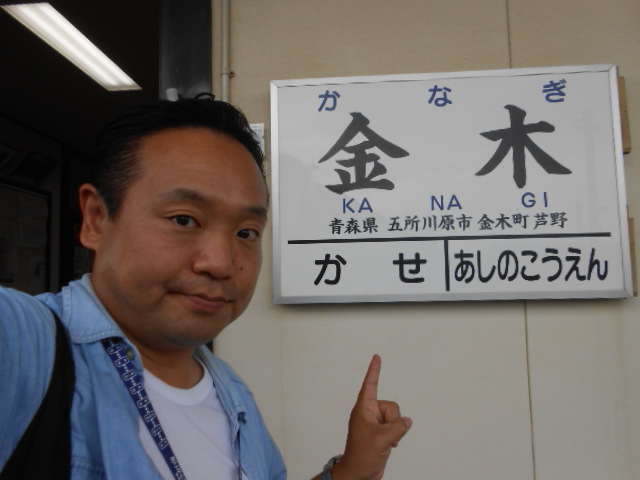 か な ぎ
金 木
KA NA GI
青森県 五所川原市 金木町 芦野
か せ あしのこうえん